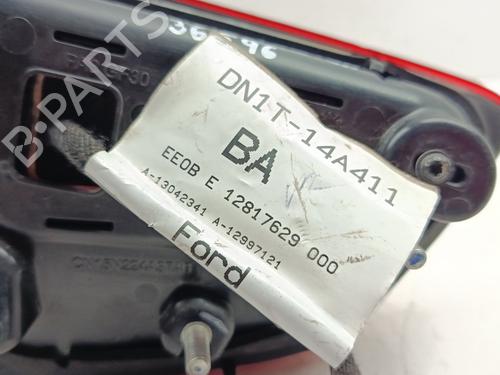 DN1T-14A411
BA
EE0B E 12817629 000
A-13042341 A-12997121
Ford
B-PARTS